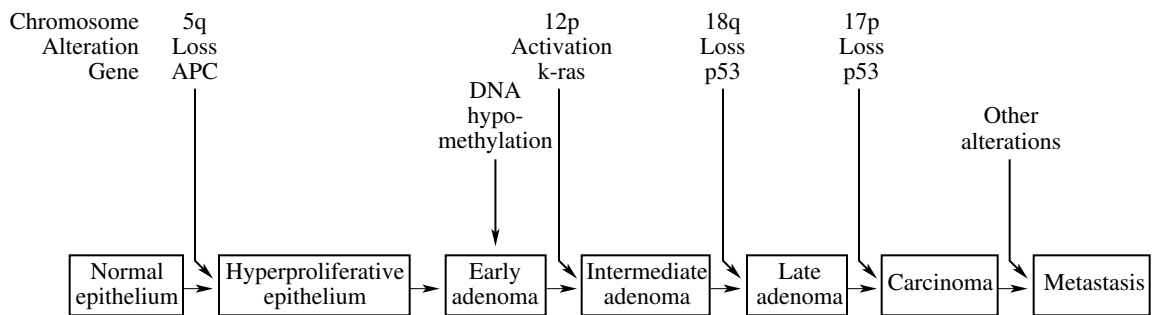 Chromosome 5q 12p 18q 17p
Alteration Loss Activation Loss Loss
Gene APC k-ras p53 p53
DNA
hypo-
methylation
Other
alterations
Normal
epithelium
Hyperproliferative
epithelium
Early
adenoma
Intermediate
adenoma
Late
adenoma
Carcinoma
Metastasis